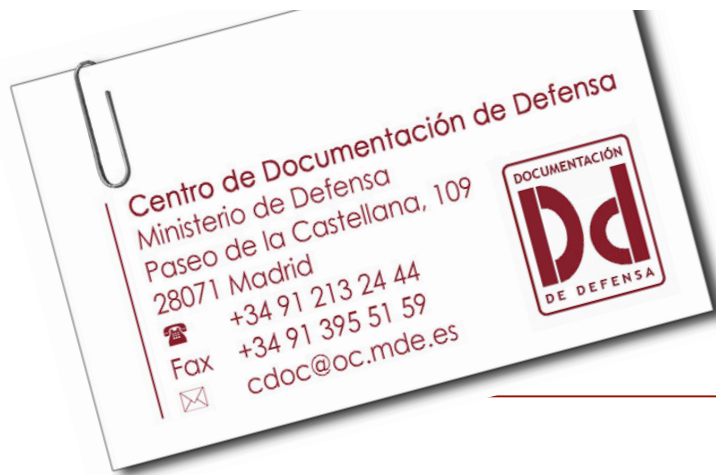 Centro de Documentación de Defensa
Ministerio de Defensa
Paseo de la Castellana, 109
28071 Madrid
☎ +34 91 213 24 44
Fax +34 91 395 51 59
✉ cdoc@oc.mde.es
DOCUMENTACIÓN
Dd
DE DEFENSA